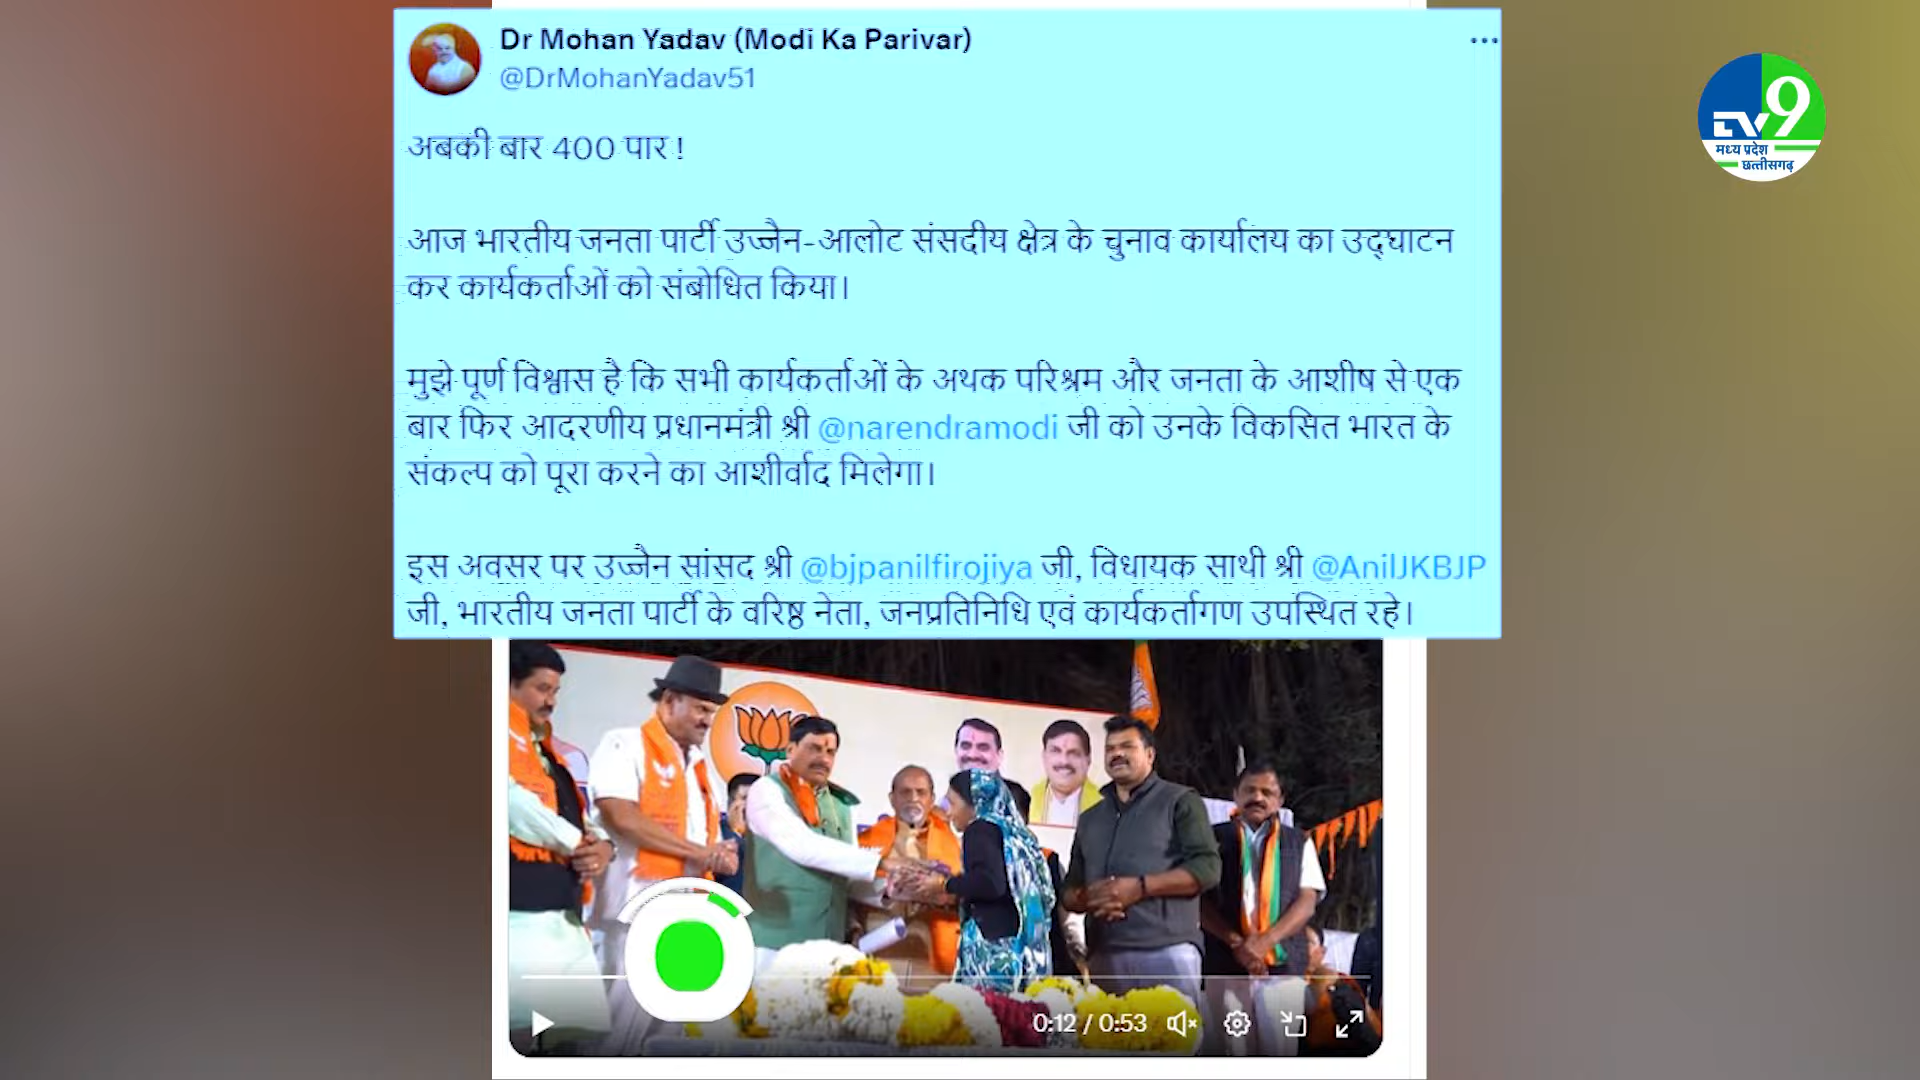 Dr Mohan Yadav (Modi Ka Parivar)
@DrMohanYadav51
अबकी बार 400 पार !
आज भारतीय जनता पार्टी उज्जैन-आलोट संसदीय क्षेत्र के चुनाव कार्यालय का उद्घाटन
कर कार्यकर्ताओं को संबोधित किया।
मुझे पूर्ण विश्वास है कि सभी कार्यकर्ताओं के अथक परिश्रम और जनता के आशीष से एक
बार फिर आदरणीय प्रधानमंत्री श्री @narendramodi जी को उनके विकसित भारत के
संकल्प को पूरा करने का आशीर्वाद मिलेगा।
इस अवसर पर उज्जैन सांसद श्री @bjpanilfirojiya जी, विधायक साथी श्री @AnilJKBJP
जी, भारतीय जनता पार्टी के वरिष्ठ नेता, जनप्रतिनिधि एवं कार्यकर्तागण उपस्थित रहे।
TV9
मध्य प्रदेश
छत्तीसगढ़
0:12 / 0:53